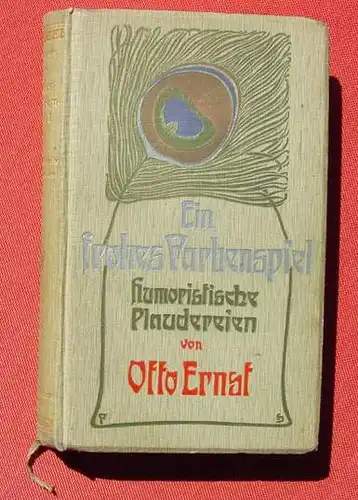 Ein
frohes Farbenspiel
Humoristische
Plaudereien
von
Otto Ernst